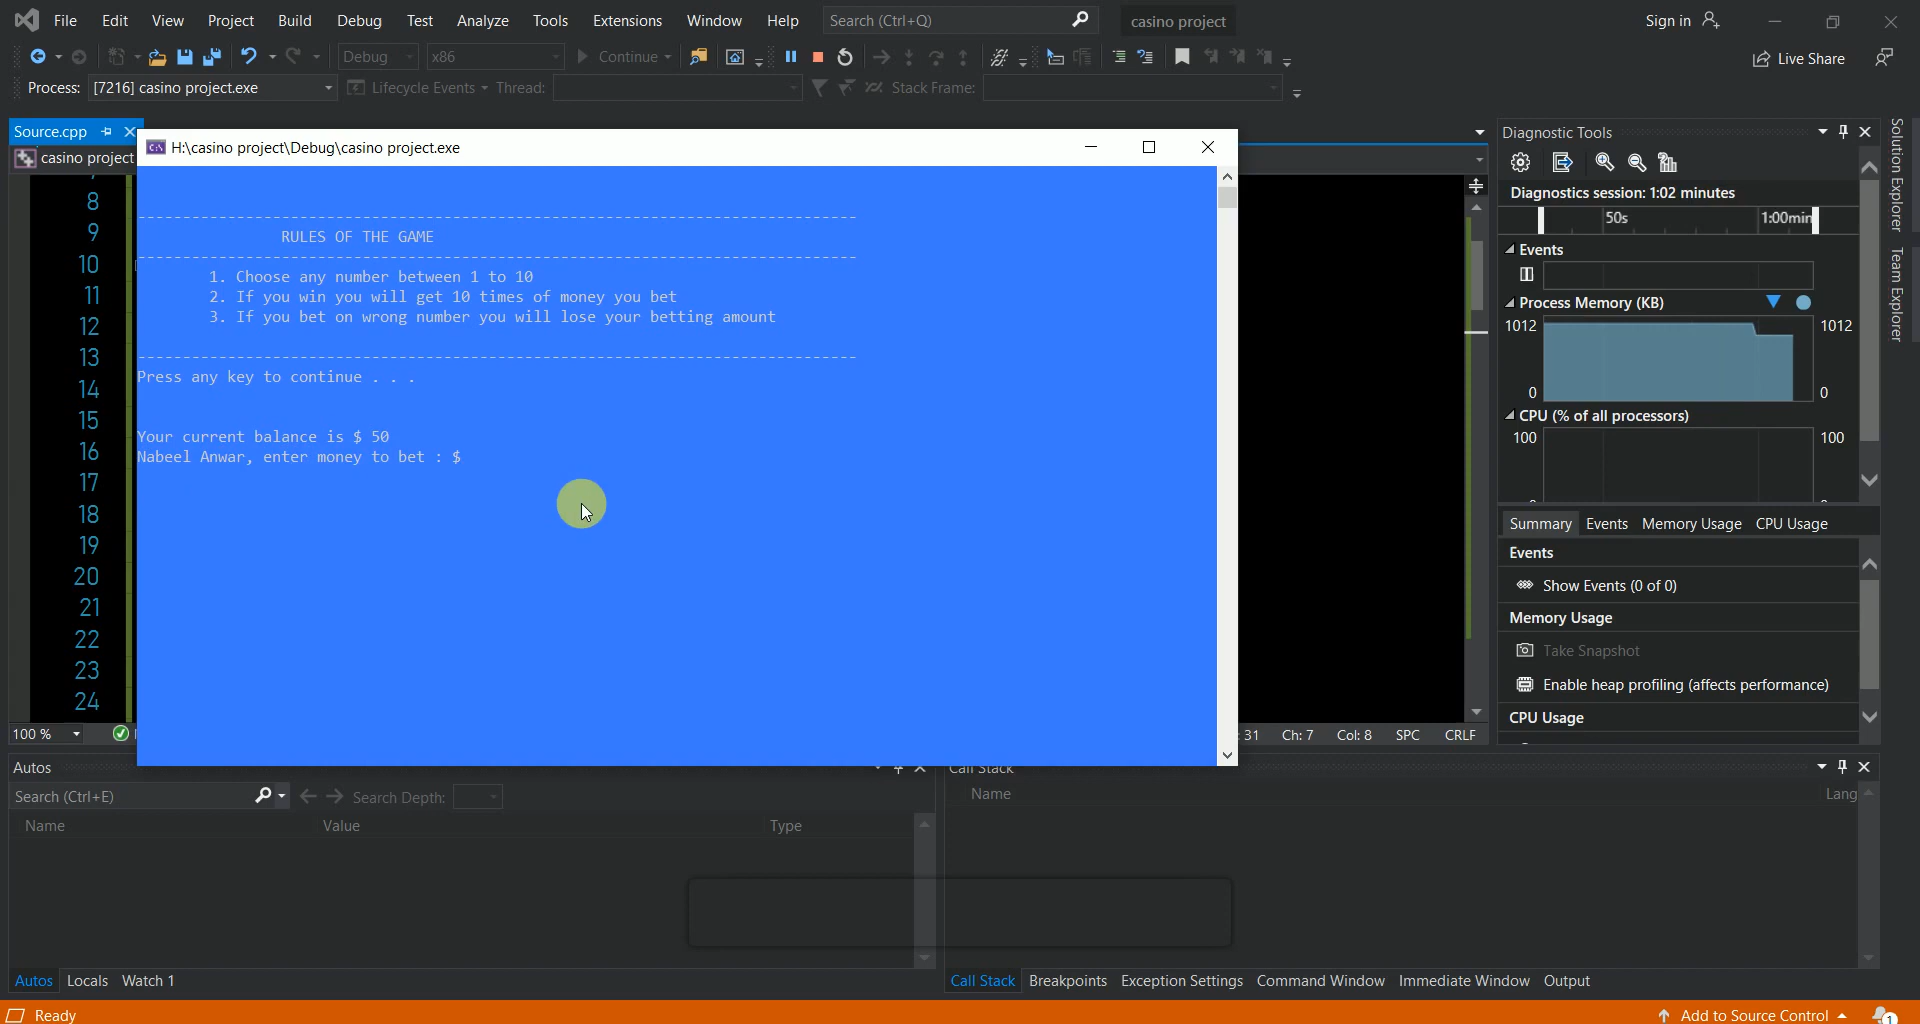 File Edit View Project Build Debug Test Analyze Tools Extensions Window Help Search (Ctrl+Q) casino project Sign in
Debug x86 Continue Live Share
Process: [7216] casino project.exe Lifecycle Events Thread: Stack Frame:
Source.cpp
casino project
H:\casino project\Debug\casino project.exe
8
9
10
11
12
13
14
15
16
17
18
19
20
21
22
23
24
--------------------------------------------------------------------------------
RULES OF THE GAME
--------------------------------------------------------------------------------
1. Choose any number between 1 to 10
2. If you win you will get 10 times of money you bet
3. If you bet on wrong number you will lose your betting amount
--------------------------------------------------------------------------------
Press any key to continue . . .
Your current balance is $ 50
Nabeel Anwar, enter money to bet : $
100 %
31 Ch: 7 Col: 8 SPC CRLF
Diagnostic Tools
Diagnostics session: 1:02 minutes
50s 1:00min
Events
Process Memory (KB)
1012 1012
0 0
CPU (% of all processors)
100 100
Summary Events Memory Usage CPU Usage
Events
Show Events (0 of 0)
Memory Usage
Take Snapshot
Enable heap profiling (affects performance)
CPU Usage
Solution Explorer
Team Explorer
Autos
Search (Ctrl+E) Search Depth:
Name Value Type
Autos Locals Watch 1
Call Stack
Name Lang
Call Stack Breakpoints Exception Settings Command Window Immediate Window Output
Ready Add to Source Control 1